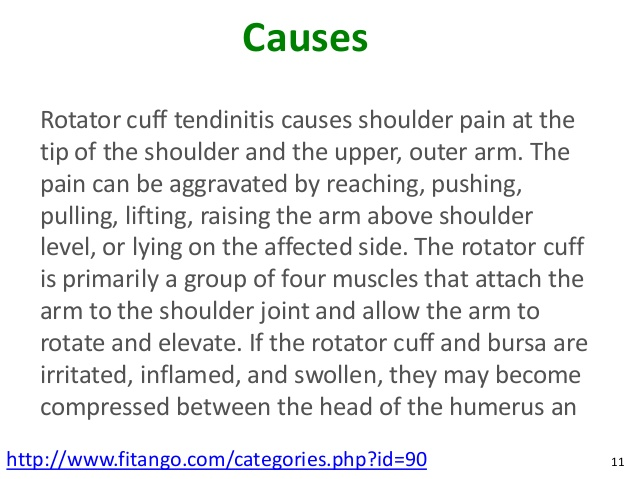 Causes
Rotator cuff tendinitis causes shoulder pain at the
tip of the shoulder and the upper, outer arm. The
pain can be aggravated by reaching, pushing,
pulling, lifting, raising the arm above shoulder
level, or lying on the affected side. The rotator cuff
is primarily a group of four muscles that attach the
arm to the shoulder joint and allow the arm to
rotate and elevate. If the rotator cuff and bursa are
irritated, inflamed, and swollen, they may become
compressed between the head of the humerus an
http://www.fitango.com/categories.php?id=90
11